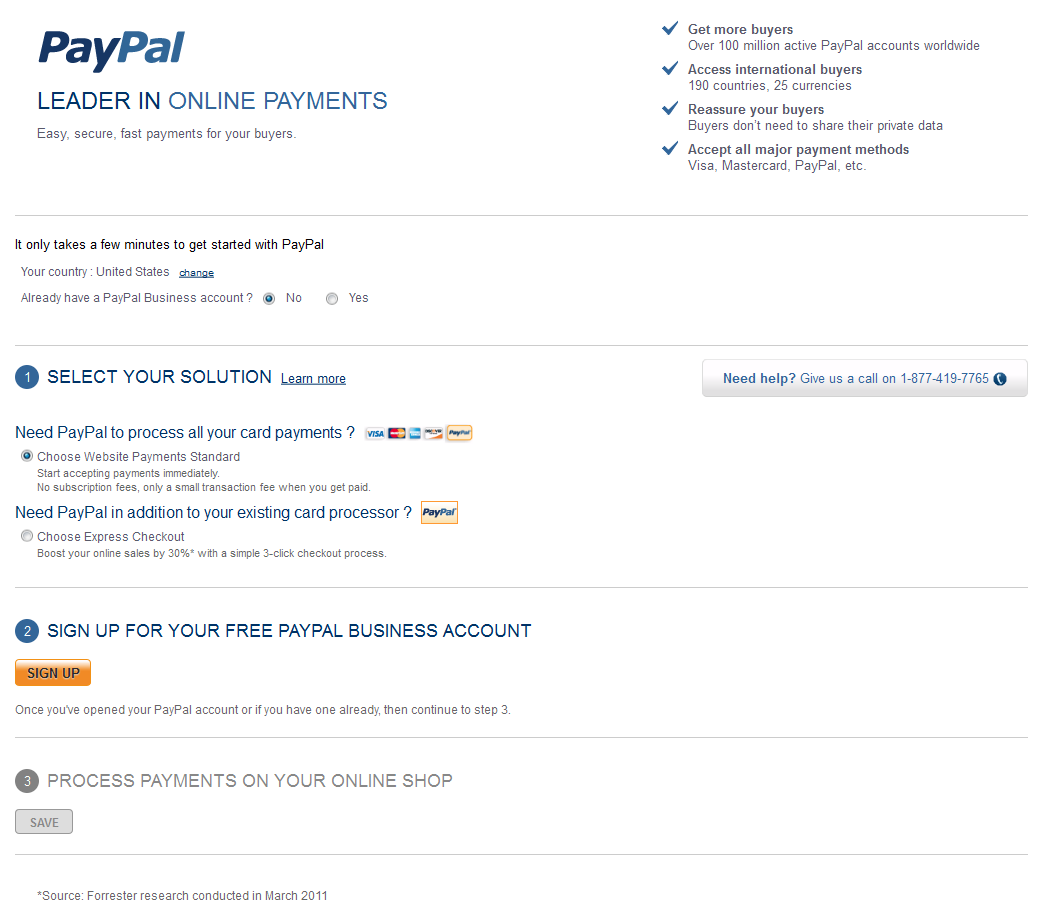 PayPal
LEADER IN ONLINE PAYMENTS
Easy, secure, fast payments for your buyers.
Get more buyers
Over 100 million active PayPal accounts worldwide
Access international buyers
190 countries, 25 currencies
Reassure your buyers
Buyers don't need to share their private data
Accept all major payment methods
Visa, Mastercard, PayPal, etc.
It only takes a few minutes to get started with PayPal
Your country : United States change
Already have a PayPal Business account ? No Yes
1 SELECT YOUR SOLUTION Learn more
Need help? Give us a call on 1-877-419-7765
Need PayPal to process all your card payments ? VISA PayPal
Choose Website Payments Standard
Start accepting payments immediately.
No subscription fees, only a small transaction fee when you get paid.
Need PayPal in addition to your existing card processor ? PayPal
Choose Express Checkout
Boost your online sales by 30%* with a simple 3-click checkout process.
2 SIGN UP FOR YOUR FREE PAYPAL BUSINESS ACCOUNT
SIGN UP
Once you've opened your PayPal account or if you have one already, then continue to step 3.
3 PROCESS PAYMENTS ON YOUR ONLINE SHOP
SAVE
*Source: Forrester research conducted in March 2011